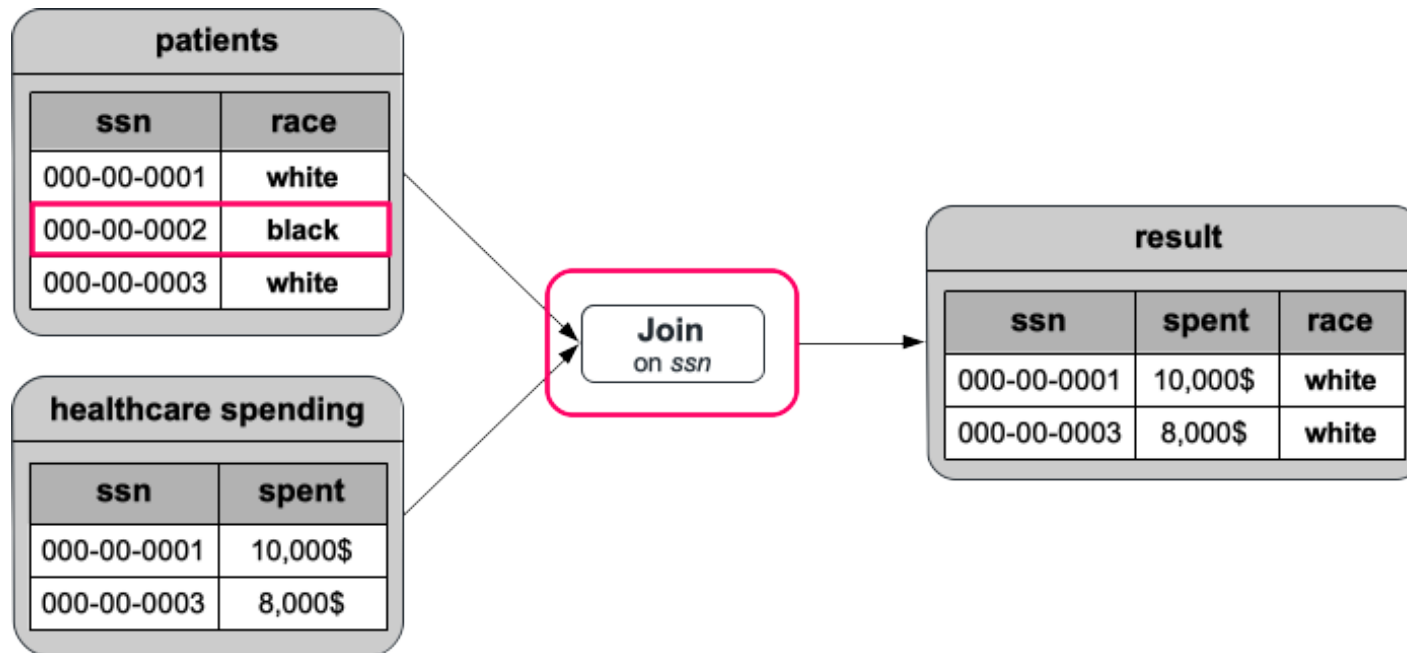 patients
ssn race
000-00-0001 white
000-00-0002 black
000-00-0003 white
healthcare spending
ssn spent
000-00-0001 10,000$
000-00-0003 8,000$
Join
on ssn
result
ssn spent race
000-00-0001 10,000$ white
000-00-0003 8,000$ white